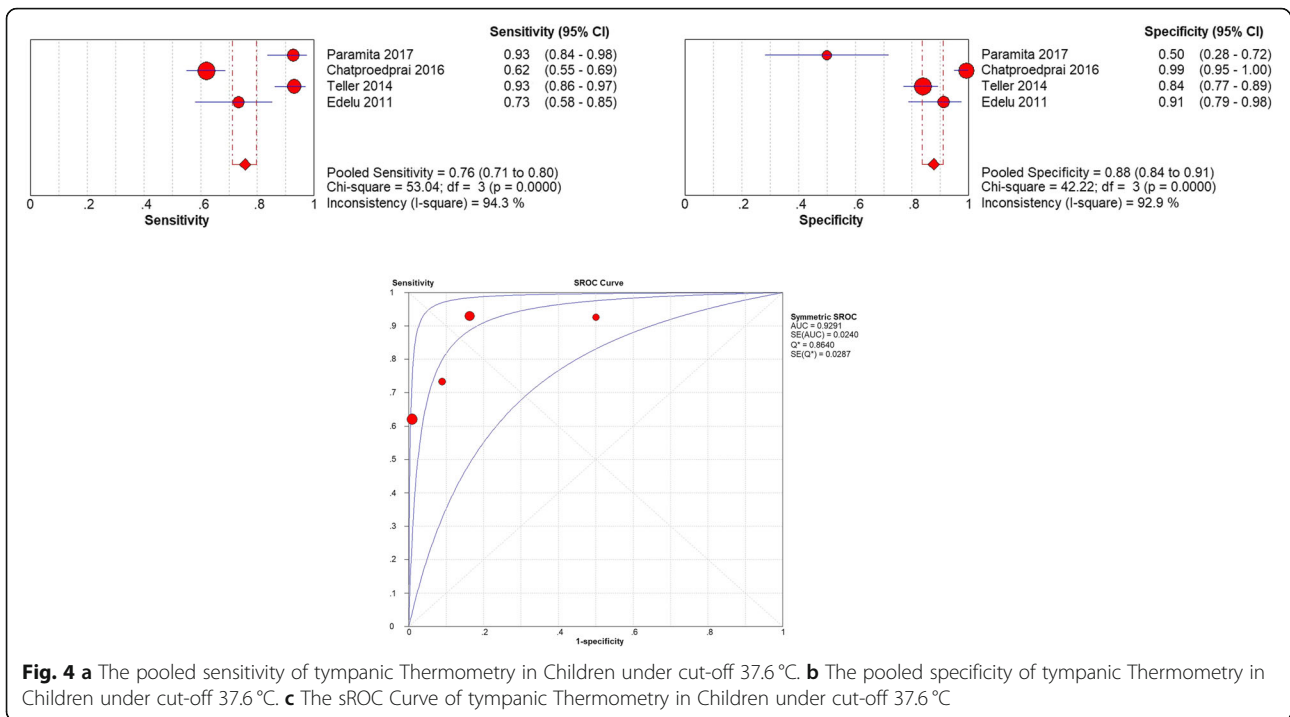 Sensitivity (95% CI)
Paramita 2017 0.93 (0.84 - 0.98)
Chatproedprai 2016 0.62 (0.55 - 0.69)
Teller 2014 0.93 (0.86 - 0.97)
Edelu 2011 0.73 (0.58 - 0.85)
Pooled Sensitivity = 0.76 (0.71 to 0.80)
Chi-square = 53.04; df = 3 (p = 0.0000)
Inconsistency (I-square) = 94.3 %
0 .2 .4 .6 .8 1
Sensitivity
Specificity (95% CI)
Paramita 2017 0.50 (0.28 - 0.72)
Chatproedprai 2016 0.99 (0.95 - 1.00)
Teller 2014 0.84 (0.77 - 0.89)
Edelu 2011 0.91 (0.79 - 0.98)
Pooled Specificity = 0.88 (0.84 to 0.91)
Chi-square = 42.22; df = 3 (p = 0.0000)
Inconsistency (I-square) = 92.9 %
0 .2 .4 .6 .8 1
Specificity
Sensitivity SROC Curve
1
.9
.8
.7
.6
.5
.4
.3
.2
.1
0
0 .2 .4 .6 .8 1
1-specificity
Symmetric SROC
AUC = 0.9291
SE(AUC) = 0.0240
Q* = 0.8640
SE(Q*) = 0.0287
Fig. 4 a The pooled sensitivity of tympanic Thermometry in Children under cut-off 37.6 °C. b The pooled specificity of tympanic Thermometry in
Children under cut-off 37.6 °C. c The sROC Curve of tympanic Thermometry in Children under cut-off 37.6 °C